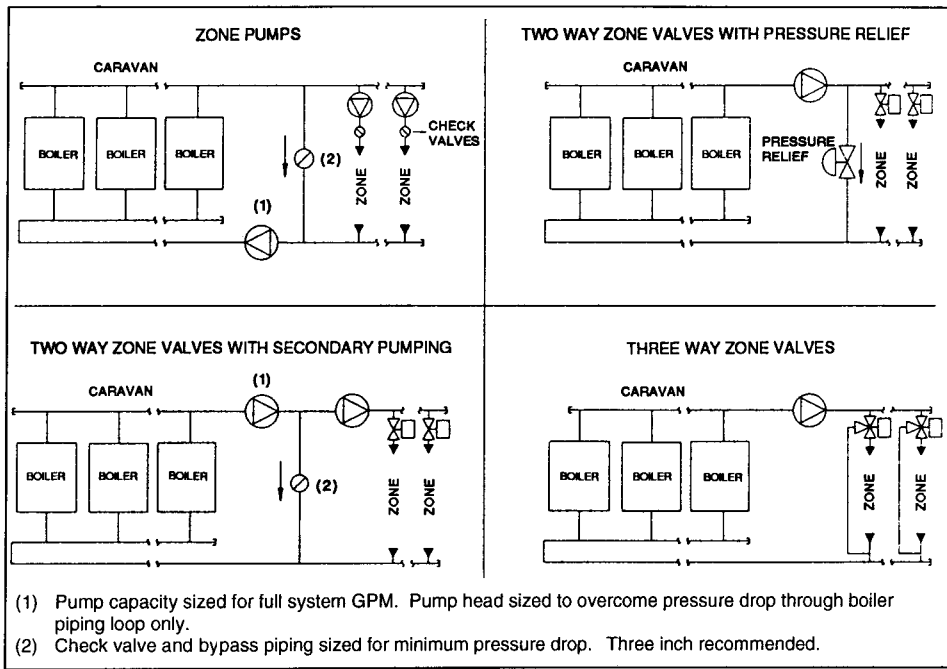 ZONE PUMPS
CARAVAN
BOILER BOILER BOILER
(1)
(2)
CHECK
VALVES
ZONE ZONE
TWO WAY ZONE VALVES WITH PRESSURE RELIEF
CARAVAN
BOILER BOILER BOILER
PRESSURE
RELIEF
ZONE ZONE
TWO WAY ZONE VALVES WITH SECONDARY PUMPING
CARAVAN
(1)
BOILER BOILER BOILER
(2)
ZONE ZONE
THREE WAY ZONE VALVES
CARAVAN
BOILER BOILER BOILER
ZONE ZONE
(1) Pump capacity sized for full system GPM. Pump head sized to overcome pressure drop through boiler
piping loop only.
(2) Check valve and bypass piping sized for minimum pressure drop. Three inch recommended.